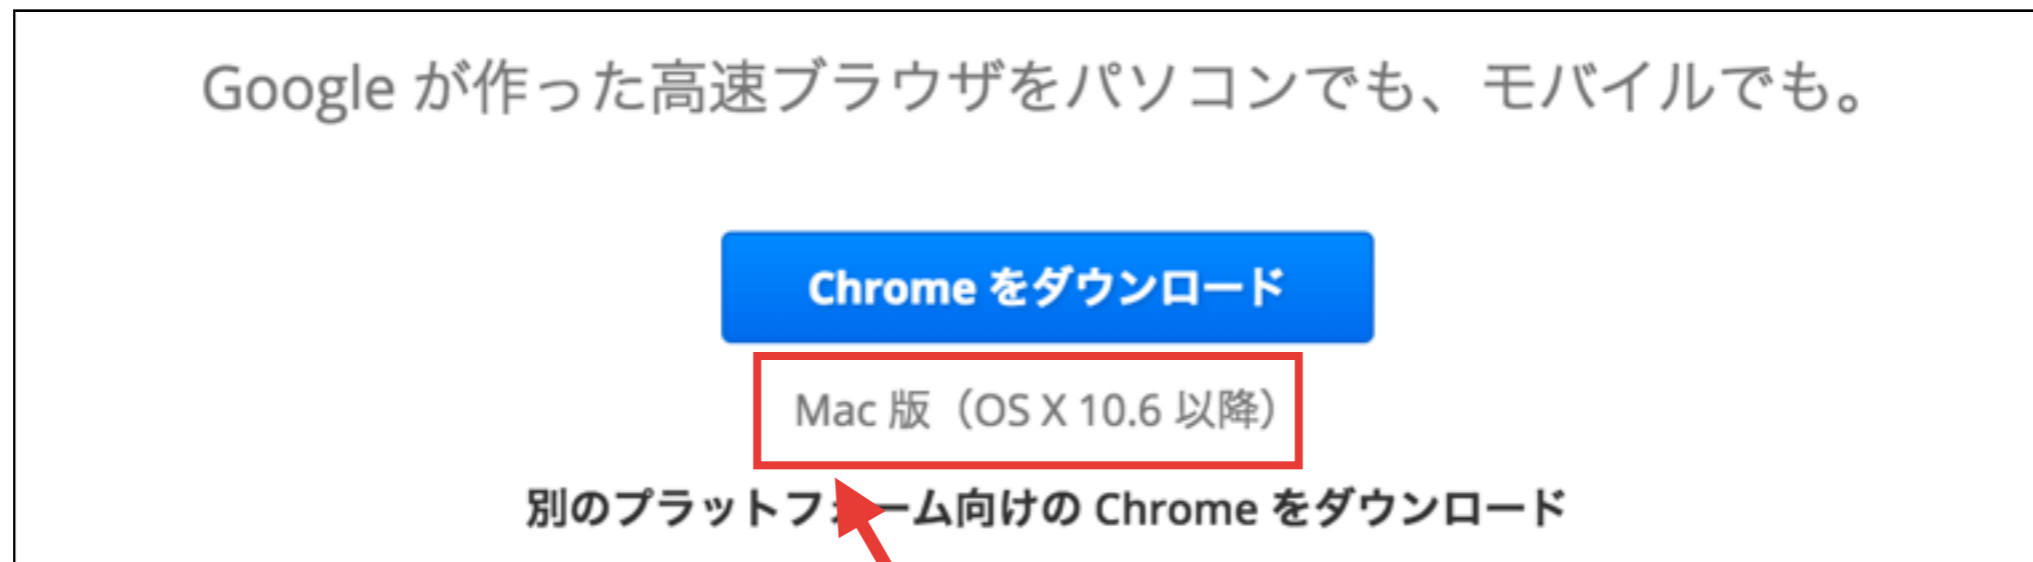 Google が作った高速ブラウザをパソコンでも、モバイルでも。
Chrome をダウンロード
Mac 版（OS X 10.6 以降）
別のプラットフォーム向けの Chrome をダウンロード